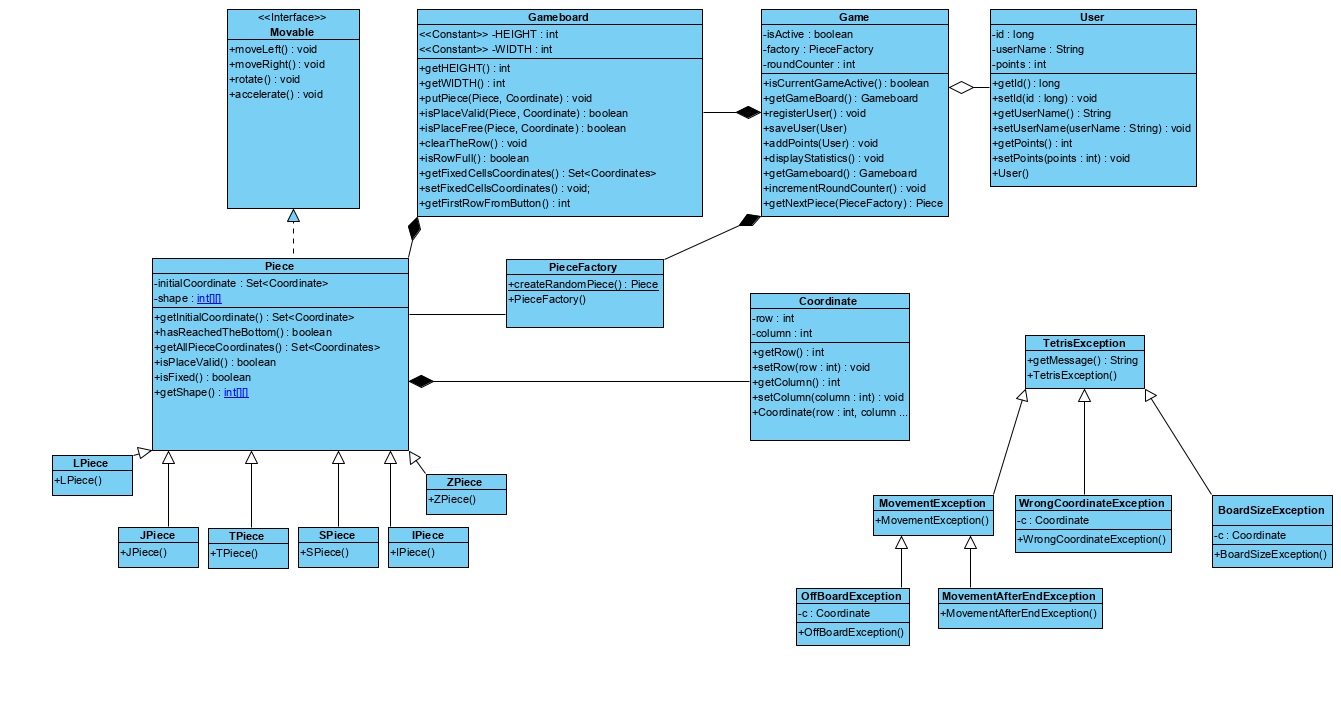 <<Interface>>
Movable
+moveLeft() : void
+moveRight() : void
+rotate() : void
+accelerate() : void
Gameboard
<<Constant>> -HEIGHT : int
<<Constant>> -WIDTH : int
+getHEIGHT() : int
+getWIDTH() : int
+putPiece(Piece, Coordinate) : void
+isPlaceValid(Piece, Coordinate) : boolean
+isPlaceFree(Piece, Coordinate) : boolean
+clearTheRow() : void
+isRowFull() : boolean
+getFixedCellsCoordinates() : Set<Coordinates>
+setFixedCellsCoordinates() : void;
+getFirstRowFromButton() : int
Game
-isActive : boolean
-factory : PieceFactory
-roundCounter : int
+isCurrentGameActive() : boolean
+getGameBoard() : Gameboard
+registerUser() : void
+saveUser(User)
+addPoints(User) : void
+displayStatistics() : void
+getGameboard() : Gameboard
+incrementRoundCounter() : void
+getNextPiece(PieceFactory) : Piece
User
-id : long
-userName : String
-points : int
+getId() : long
+setId(id : long) : void
+getUserName() : String
+setUserName(userName : String) : void
+getPoints() : int
+setPoints(points : int) : void
+User()
Piece
-initialCoordinate : Set<Coordinate>
-shape : int[][]
+getInitialCoordinate() : Set<Coordinate>
+hasReachedTheBottom() : boolean
+getAllPieceCoordinates() : Set<Coordinates>
+isPlaceValid() : boolean
+isFixed() : boolean
+getShape() : int[][]
PieceFactory
+createRandomPiece() : Piece
+PieceFactory()
Coordinate
-row : int
-column : int
+getRow() : int
+setRow(row : int) : void
+getColumn() : int
+setColumn(column : int) : void
+Coordinate(row : int, column ...
TetrisException
+getMessage() : String
+TetrisException()
LPiece
+LPiece()
JPiece
+JPiece()
TPiece
+TPiece()
SPiece
+SPiece()
IPiece
+IPiece()
ZPiece
+ZPiece()
MovementException
+MovementException()
WrongCoordinateException
-c : Coordinate
+WrongCoordinateException()
BoardSizeException
-c : Coordinate
+BoardSizeException()
OffBoardException
-c : Coordinate
+OffBoardException()
MovementAfterEndException
+MovementAfterEndException()